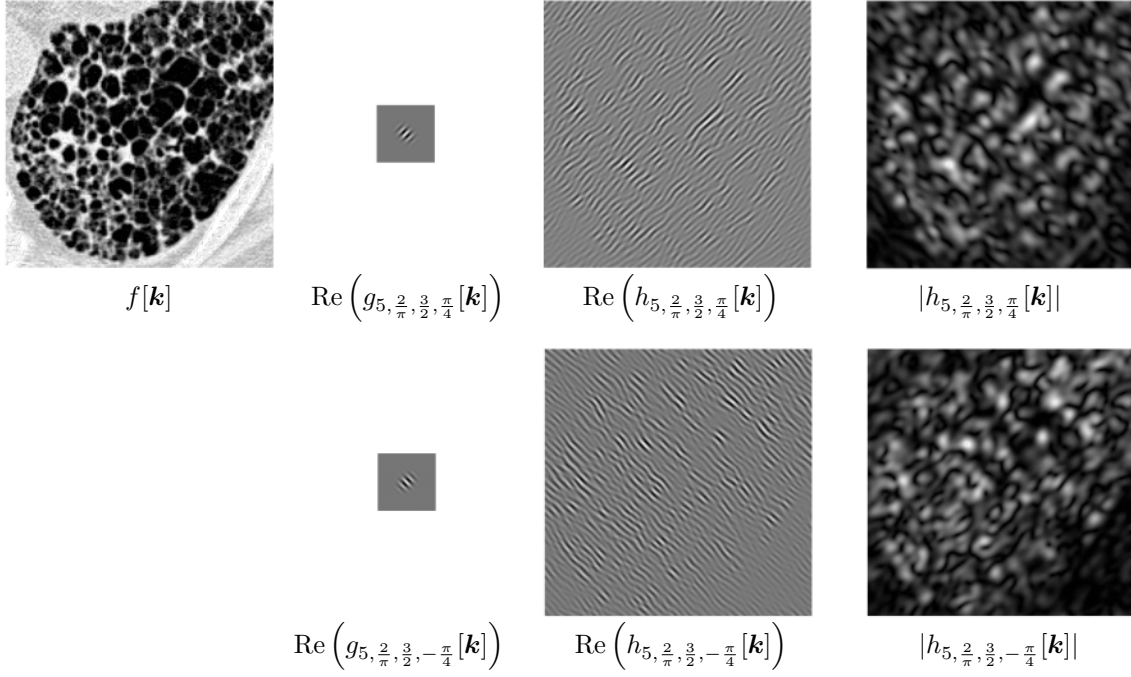 f[k]
Re (g_{5, 2/π, 3/2, π/4}[k])
Re (h_{5, 2/π, 3/2, π/4}[k])
|h_{5, 2/π, 3/2, π/4}[k]|
Re (g_{5, 2/π, 3/2, −π/4}[k])
Re (h_{5, 2/π, 3/2, −π/4}[k])
|h_{5, 2/π, 3/2, −π/4}[k]|